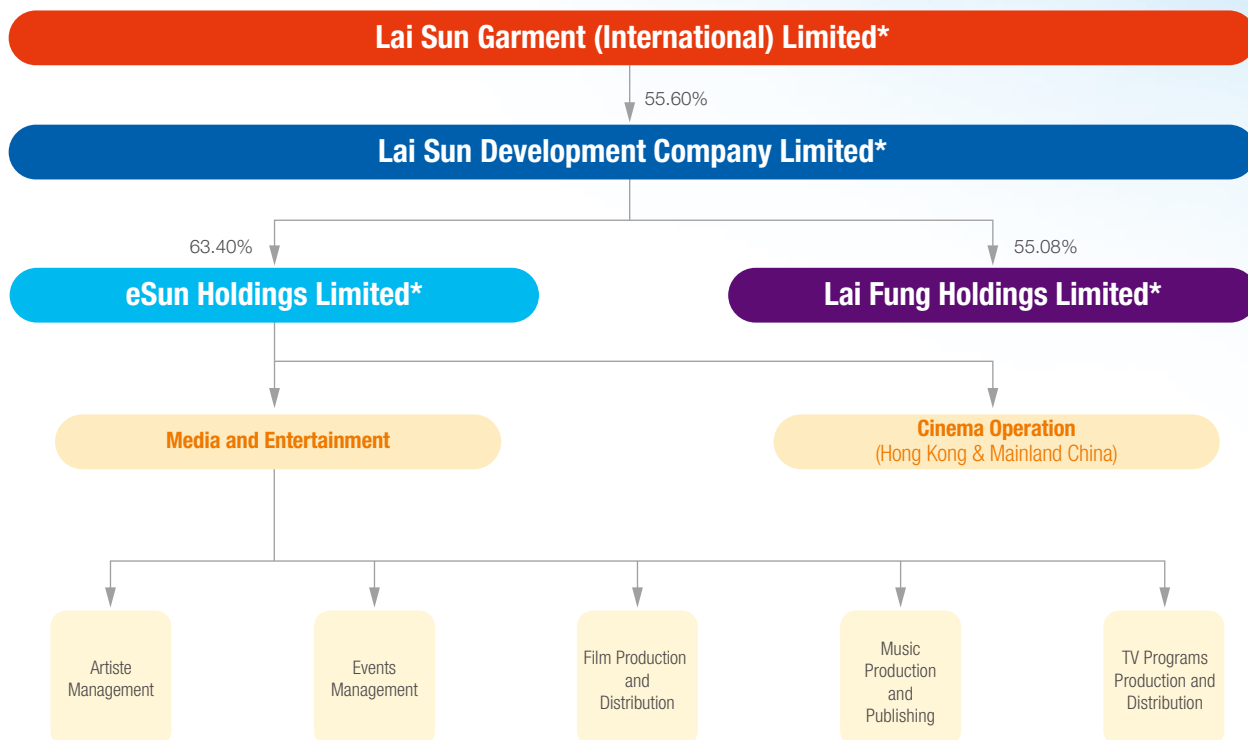 Lai Sun Garment (International) Limited*
55.60%
Lai Sun Development Company Limited*
63.40%
55.08%
eSun Holdings Limited*
Lai Fung Holdings Limited*
Media and Entertainment
Cinema Operation
(Hong Kong & Mainland China)
Artiste
Management
Events
Management
Film Production
and
Distribution
Music
Production
and
Publishing
TV Programs
Production and
Distribution